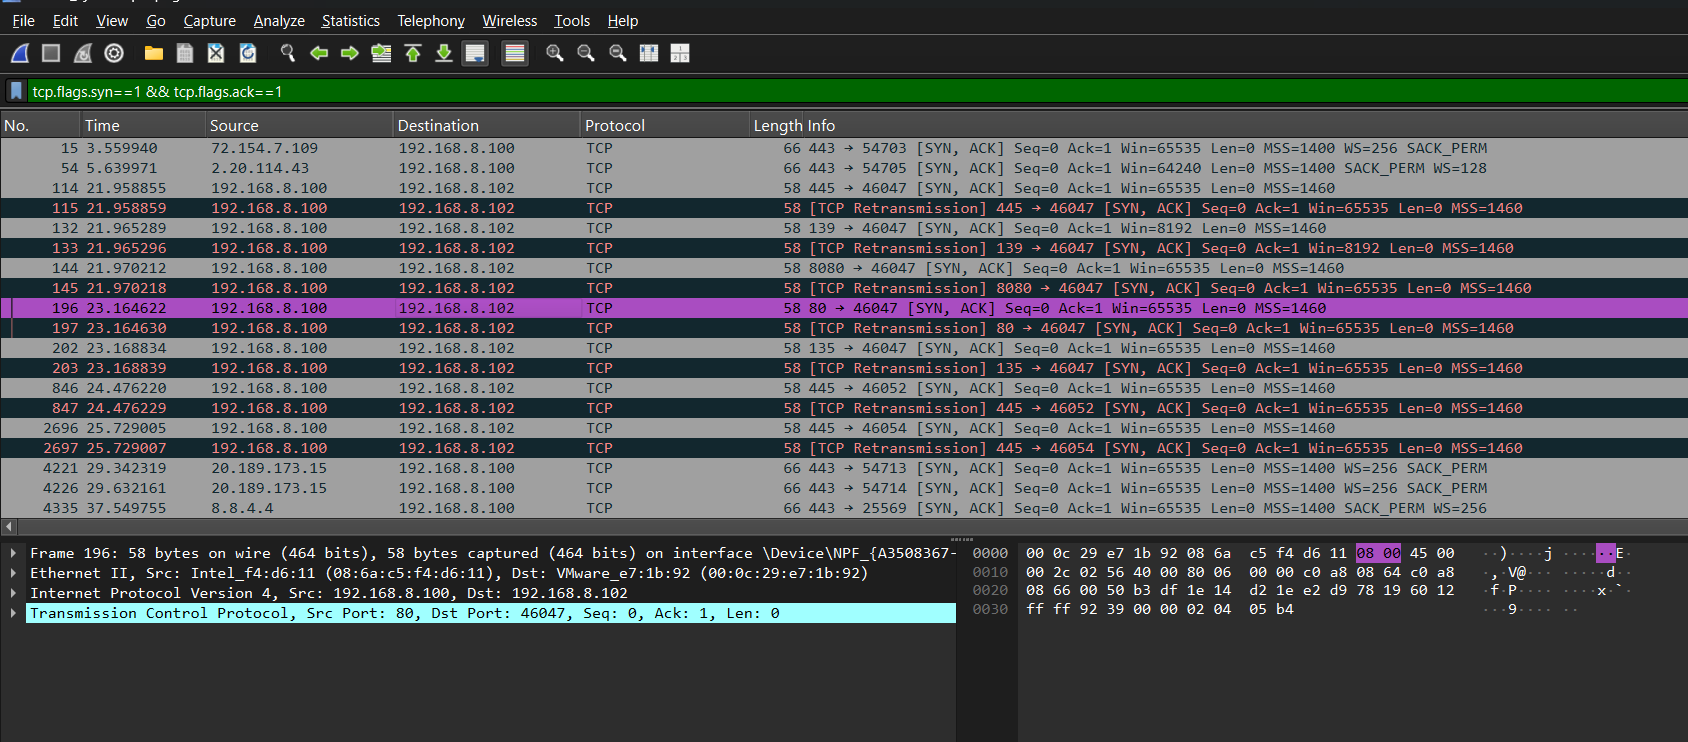 File Edit View Go Capture Analyze Statistics Telephony Wireless Tools Help
tcp.flags.syn==1 && tcp.flags.ack==1
No. Time Source Destination Protocol Length Info
15 3.559940 72.154.7.109 192.168.8.100 TCP 66 443 → 54703 [SYN, ACK] Seq=0 Ack=1 Win=65535 Len=0 MSS=1400 WS=256 SACK_PERM
54 5.639971 2.20.114.43 192.168.8.100 TCP 66 443 → 54705 [SYN, ACK] Seq=0 Ack=1 Win=64240 Len=0 MSS=1400 SACK_PERM WS=128
114 21.958855 192.168.8.100 192.168.8.102 TCP 58 445 → 46047 [SYN, ACK] Seq=0 Ack=1 Win=65535 Len=0 MSS=1460
115 21.958859 192.168.8.100 192.168.8.102 TCP 58 [TCP Retransmission] 445 → 46047 [SYN, ACK] Seq=0 Ack=1 Win=65535 Len=0 MSS=1460
132 21.965289 192.168.8.100 192.168.8.102 TCP 58 139 → 46047 [SYN, ACK] Seq=0 Ack=1 Win=8192 Len=0 MSS=1460
133 21.965296 192.168.8.100 192.168.8.102 TCP 58 [TCP Retransmission] 139 → 46047 [SYN, ACK] Seq=0 Ack=1 Win=8192 Len=0 MSS=1460
144 21.970212 192.168.8.100 192.168.8.102 TCP 58 8080 → 46047 [SYN, ACK] Seq=0 Ack=1 Win=65535 Len=0 MSS=1460
145 21.970218 192.168.8.100 192.168.8.102 TCP 58 [TCP Retransmission] 8080 → 46047 [SYN, ACK] Seq=0 Ack=1 Win=65535 Len=0 MSS=1460
196 23.164622 192.168.8.100 192.168.8.102 TCP 58 80 → 46047 [SYN, ACK] Seq=0 Ack=1 Win=65535 Len=0 MSS=1460
197 23.164630 192.168.8.100 192.168.8.102 TCP 58 [TCP Retransmission] 80 → 46047 [SYN, ACK] Seq=0 Ack=1 Win=65535 Len=0 MSS=1460
202 23.168834 192.168.8.100 192.168.8.102 TCP 58 135 → 46047 [SYN, ACK] Seq=0 Ack=1 Win=65535 Len=0 MSS=1460
203 23.168839 192.168.8.100 192.168.8.102 TCP 58 [TCP Retransmission] 135 → 46047 [SYN, ACK] Seq=0 Ack=1 Win=65535 Len=0 MSS=1460
846 24.476220 192.168.8.100 192.168.8.102 TCP 58 445 → 46052 [SYN, ACK] Seq=0 Ack=1 Win=65535 Len=0 MSS=1460
847 24.476229 192.168.8.100 192.168.8.102 TCP 58 [TCP Retransmission] 445 → 46052 [SYN, ACK] Seq=0 Ack=1 Win=65535 Len=0 MSS=1460
2696 25.729005 192.168.8.100 192.168.8.102 TCP 58 445 → 46054 [SYN, ACK] Seq=0 Ack=1 Win=65535 Len=0 MSS=1460
2697 25.729007 192.168.8.100 192.168.8.102 TCP 58 [TCP Retransmission] 445 → 46054 [SYN, ACK] Seq=0 Ack=1 Win=65535 Len=0 MSS=1460
4221 29.342319 20.189.173.15 192.168.8.100 TCP 66 443 → 54713 [SYN, ACK] Seq=0 Ack=1 Win=65535 Len=0 MSS=1400 WS=256 SACK_PERM
4226 29.632161 20.189.173.15 192.168.8.100 TCP 66 443 → 54714 [SYN, ACK] Seq=0 Ack=1 Win=65535 Len=0 MSS=1400 WS=256 SACK_PERM
4335 37.549755 8.8.4.4 192.168.8.100 TCP 66 443 → 25569 [SYN, ACK] Seq=0 Ack=1 Win=65535 Len=0 MSS=1400 SACK_PERM WS=256
Frame 196: 58 bytes on wire (464 bits), 58 bytes captured (464 bits) on interface \Device\NPF_{A3508367-
Ethernet II, Src: Intel_f4:d6:11 (08:6a:c5:f4:d6:11), Dst: VMware_e7:1b:92 (00:0c:29:e7:1b:92)
Internet Protocol Version 4, Src: 192.168.8.100, Dst: 192.168.8.102
Transmission Control Protocol, Src Port: 80, Dst Port: 46047, Seq: 0, Ack: 1, Len: 0
0000 00 0c 29 e7 1b 92 08 6a c5 f4 d6 11 08 00 45 00 ··)····j ······E·
0010 00 2c 02 56 40 00 80 06 00 00 c0 a8 08 64 c0 a8 ·,·V@··· ·····d··
0020 08 66 00 50 b3 df 1e 14 d2 1e e2 d9 78 19 60 12 ·f·P···· ····x·`·
0030 ff ff 92 39 00 00 02 04 05 b4 ···9···· ··